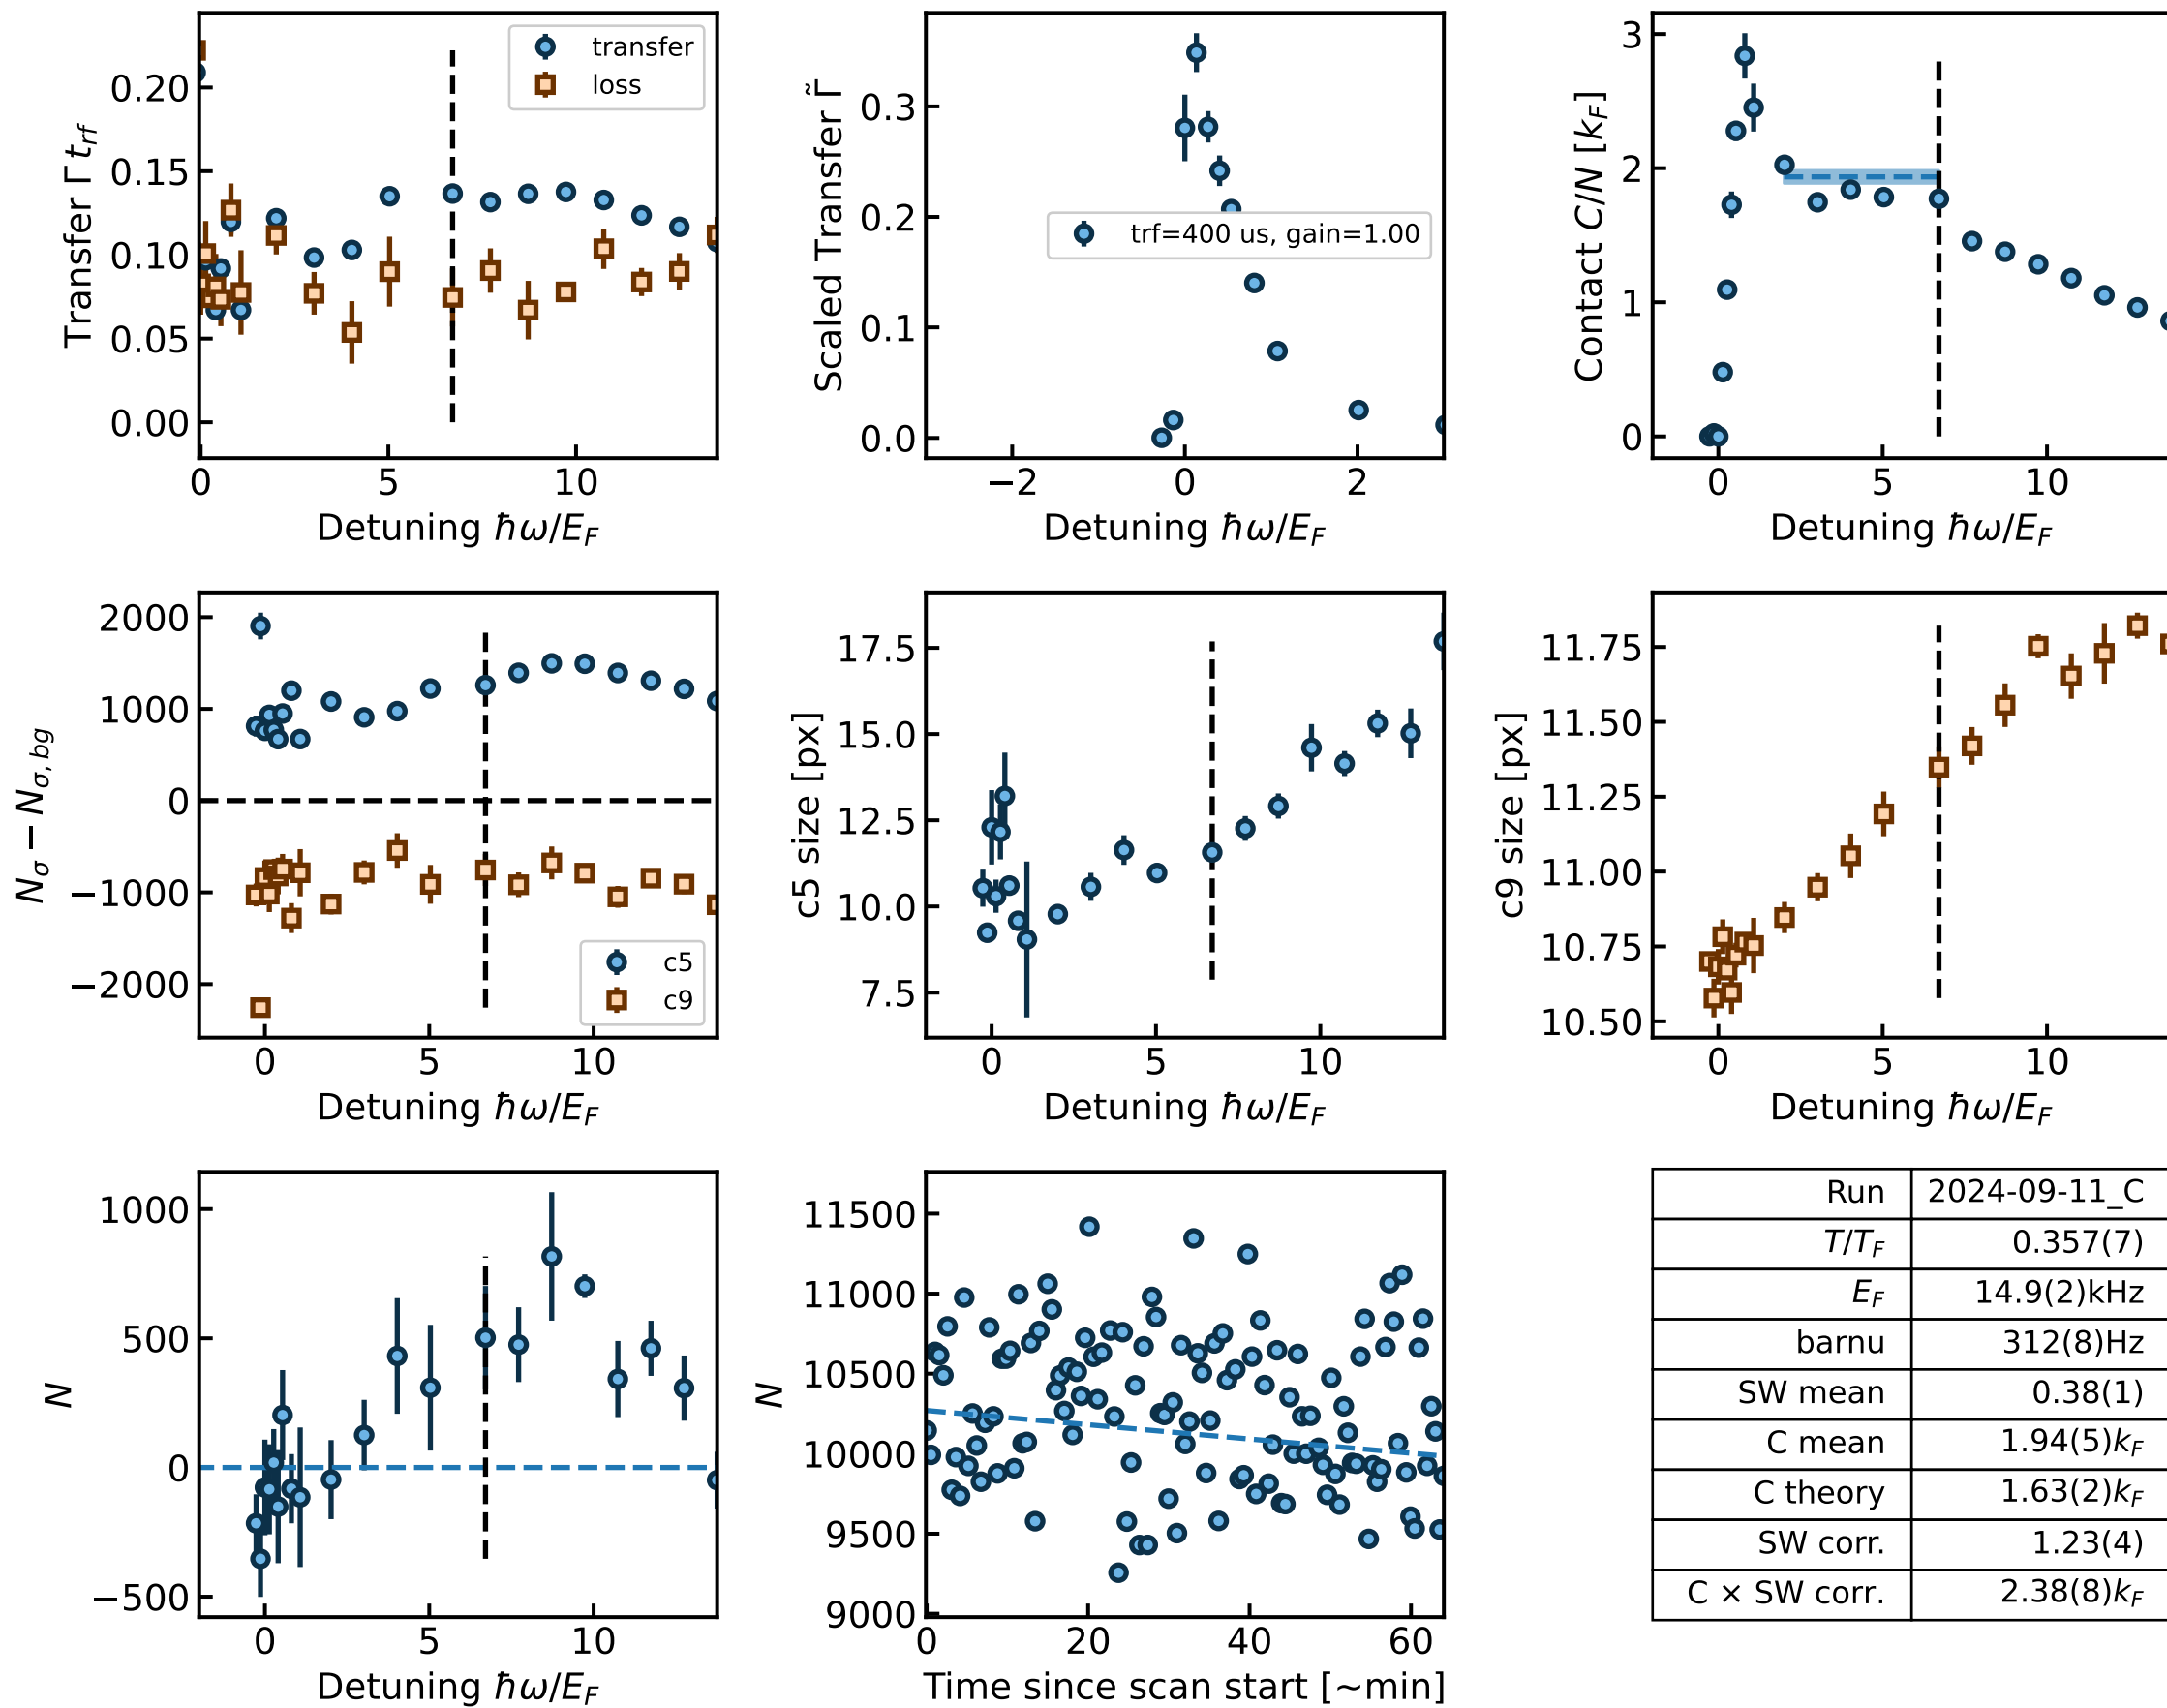 Transfer Γ t_rf
0.20
0.15
0.10
0.05
0.00
transfer
loss
0 5 10
Detuning ℏω/E_F
Scaled Transfer Γ̃
0.3
0.2
0.1
0.0
trf=400 us, gain=1.00
−2 0 2
Detuning ℏω/E_F
Contact C/N [k_F]
3
2
1
0
0 5 10
Detuning ℏω/E_F
N_σ − N_σ,bg
2000
1000
0
−1000
−2000
c5
c9
0 5 10
Detuning ℏω/E_F
c5 size [px]
17.5
15.0
12.5
10.0
7.5
0 5 10
Detuning ℏω/E_F
c9 size [px]
11.75
11.50
11.25
11.00
10.75
10.50
0 5 10
Detuning ℏω/E_F
N
1000
500
0
−500
0 5 10
Detuning ℏω/E_F
N
11500
11000
10500
10000
9500
9000
0 20 40 60
Time since scan start [~min]
Run 2024-09-11_C
T/T_F 0.357(7)
E_F 14.9(2)kHz
barnu 312(8)Hz
SW mean 0.38(1)
C mean 1.94(5)k_F
C theory 1.63(2)k_F
SW corr. 1.23(4)
C × SW corr. 2.38(8)k_F